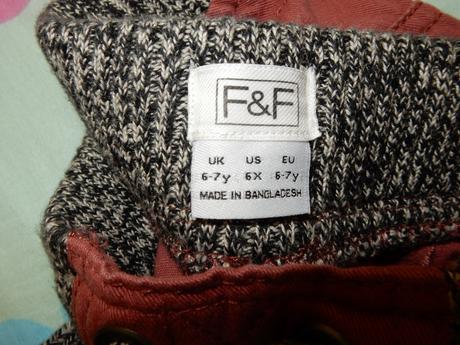 F&F
UK US EU
6-7y 6X 6-7y
MADE IN BANGLADESH